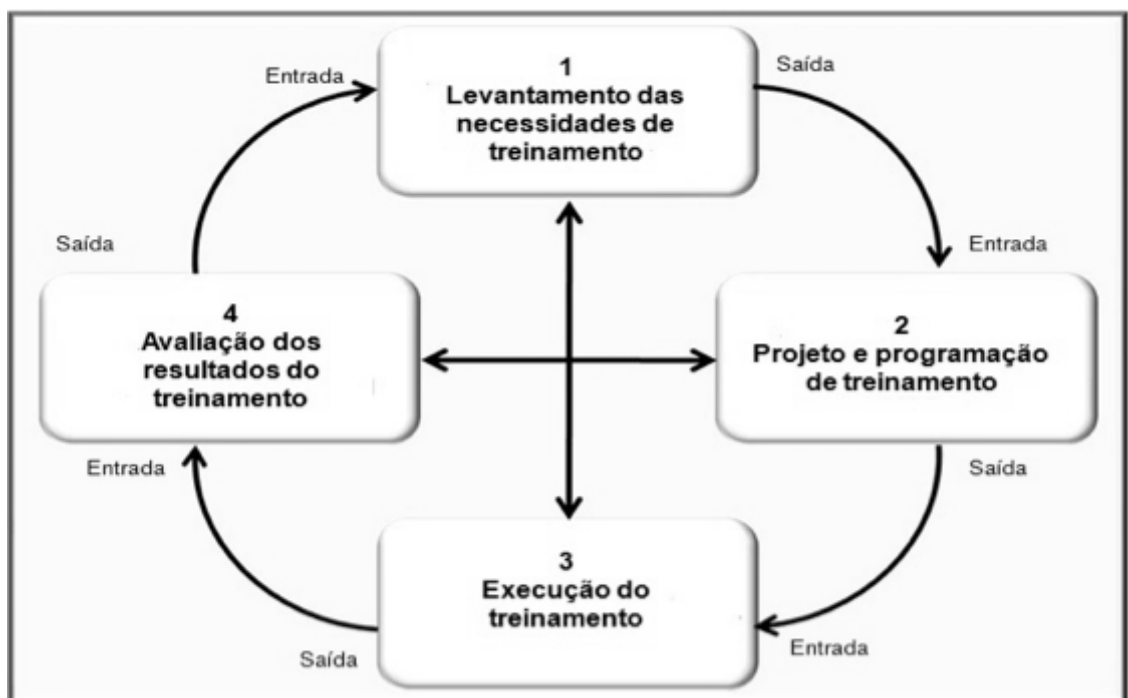 1
Levantamento das
necessidades de
treinamento
Entrada
Saída
Saída
Entrada
4
Avaliação dos
resultados do
treinamento
2
Projeto e programação
de treinamento
Entrada
Saída
3
Execução do
treinamento
Saída
Entrada